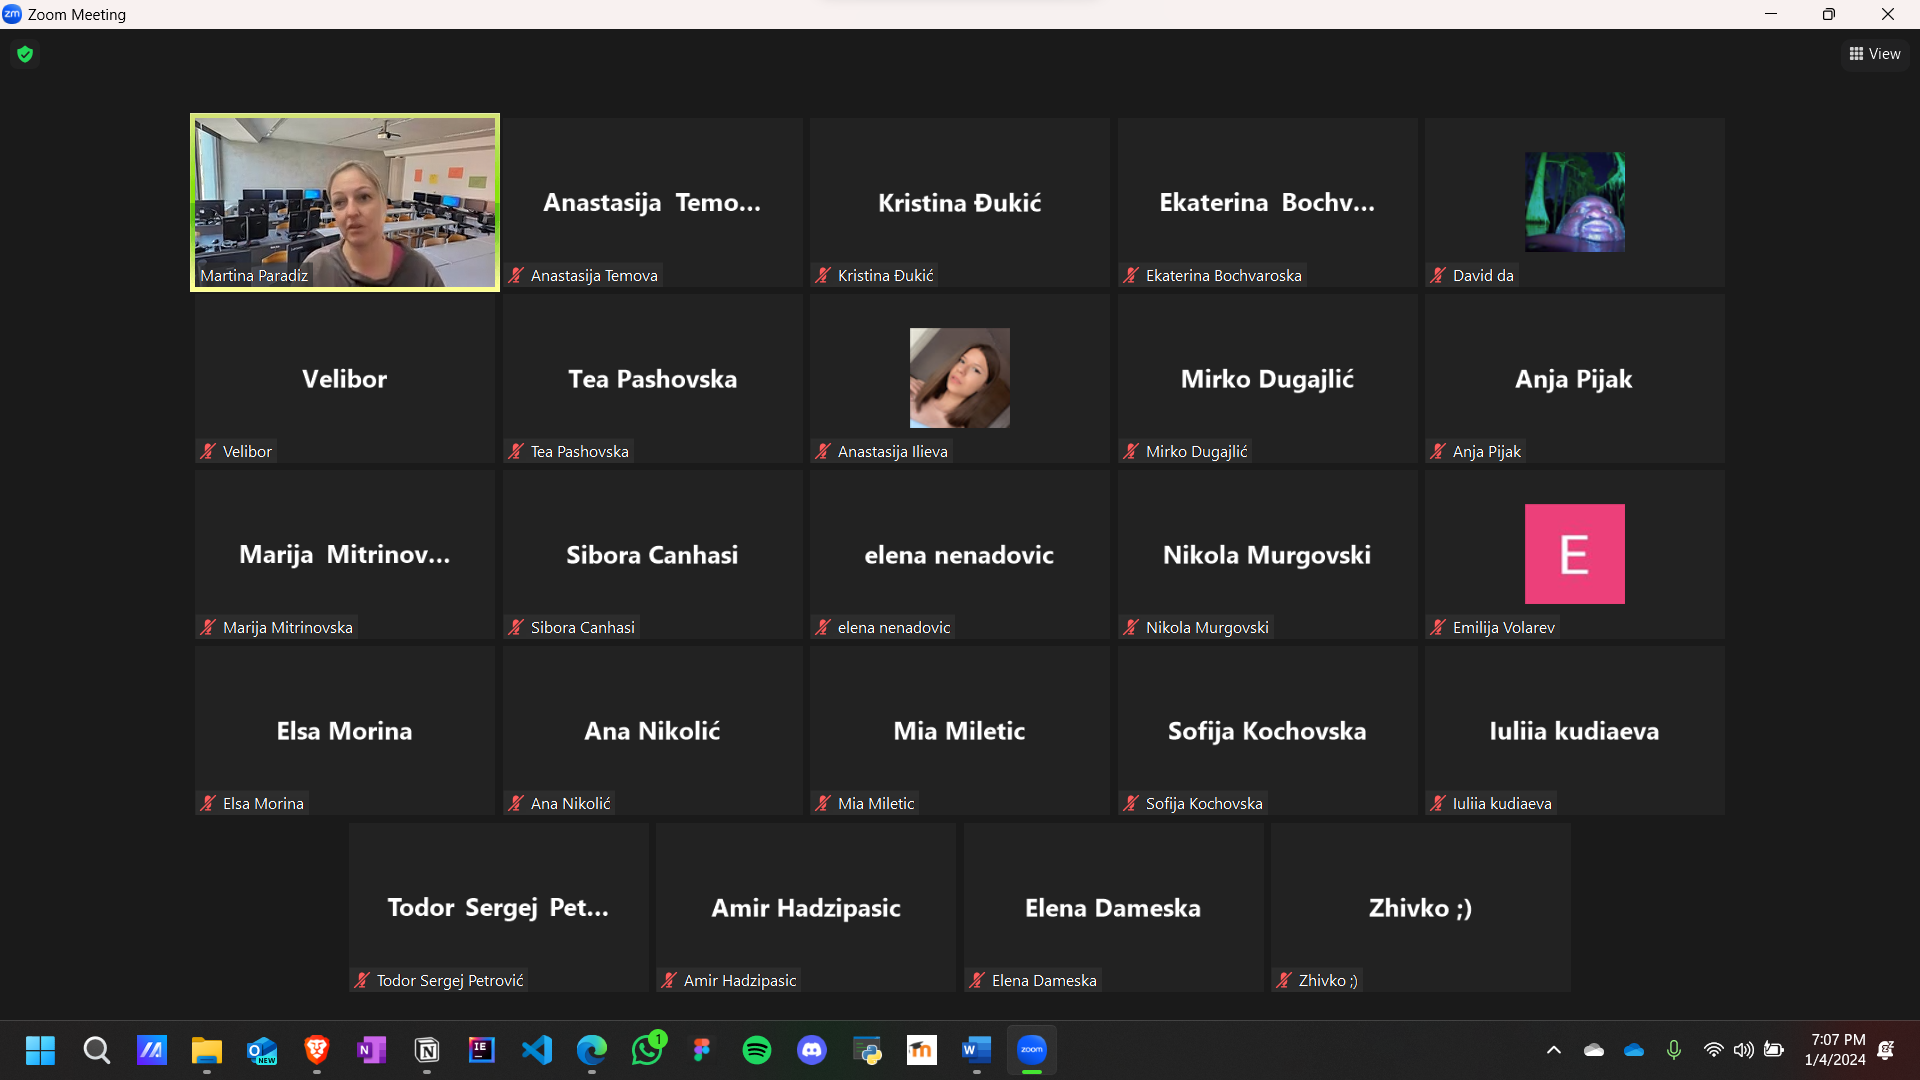 Zoom Meeting
View
Martina Paradiz
Anastasija Temo...
Anastasija Temova
Kristina Đukić
Kristina Đukić
Ekaterina Bochv...
Ekaterina Bochvaroska
David da
Velibor
Velibor
Tea Pashovska
Tea Pashovska
Anastasija Ilieva
Mirko Dugajlić
Mirko Dugajlić
Anja Pijak
Anja Pijak
Marija Mitrinov...
Marija Mitrinovska
Sibora Canhasi
Sibora Canhasi
elena nenadovic
elena nenadovic
Nikola Murgovski
Nikola Murgovski
E
Emilija Volarev
Elsa Morina
Elsa Morina
Ana Nikolić
Ana Nikolić
Mia Miletic
Mia Miletic
Sofija Kochovska
Sofija Kochovska
Iuliia kudiaeva
Iuliia kudiaeva
Todor Sergej Pet...
Todor Sergej Petrović
Amir Hadzipasic
Amir Hadzipasic
Elena Dameska
Elena Dameska
Zhivko ;)
Zhivko ;)
NEW
N
N
IE
1
m
W
zoom
7:07 PM
1/4/2024